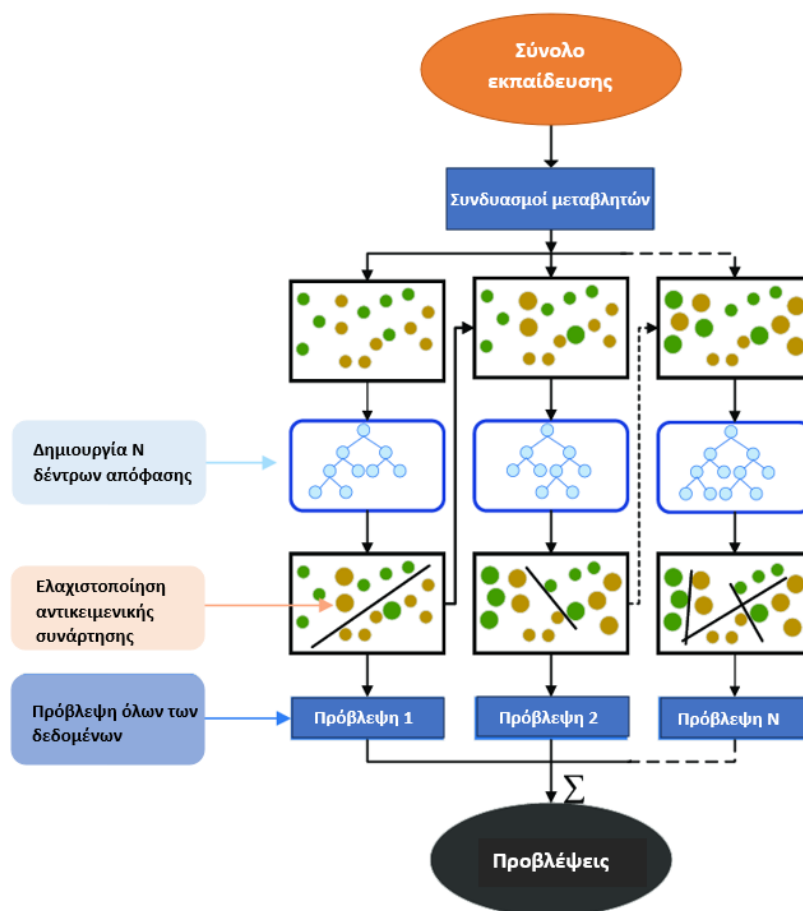 Σύνολο
εκπαίδευσης
Συνδυασμοί μεταβλητών
Δημιουργία Ν
δέντρων απόφασης
Ελαχιστοποίηση
αντικειμενικής
συνάρτησης
Πρόβλεψη όλων των
δεδομένων
Πρόβλεψη 1
Πρόβλεψη 2
Πρόβλεψη Ν
Σ
Προβλέψεις